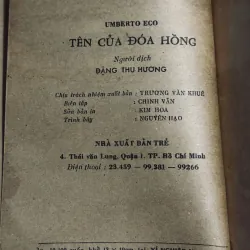 UMBERTO ECO
TÊN CỦA ĐÓA HỒNG
Người dịch
ĐẶNG THU HƯƠNG
Chịu trách nhiệm xuất bản : TRƯƠNG VĂN KHUÊ
Biên tập : CHINH VĂN
Sửa bản in : KIM HOA
Trình bày : NGUYÊN HẠO
NHÀ XUẤT BẢN TRẺ
4. Thái văn Lung, Quận 1. TP. Hồ Chí Minh
Điện thoại : 23.459 — 99.381 — 99266